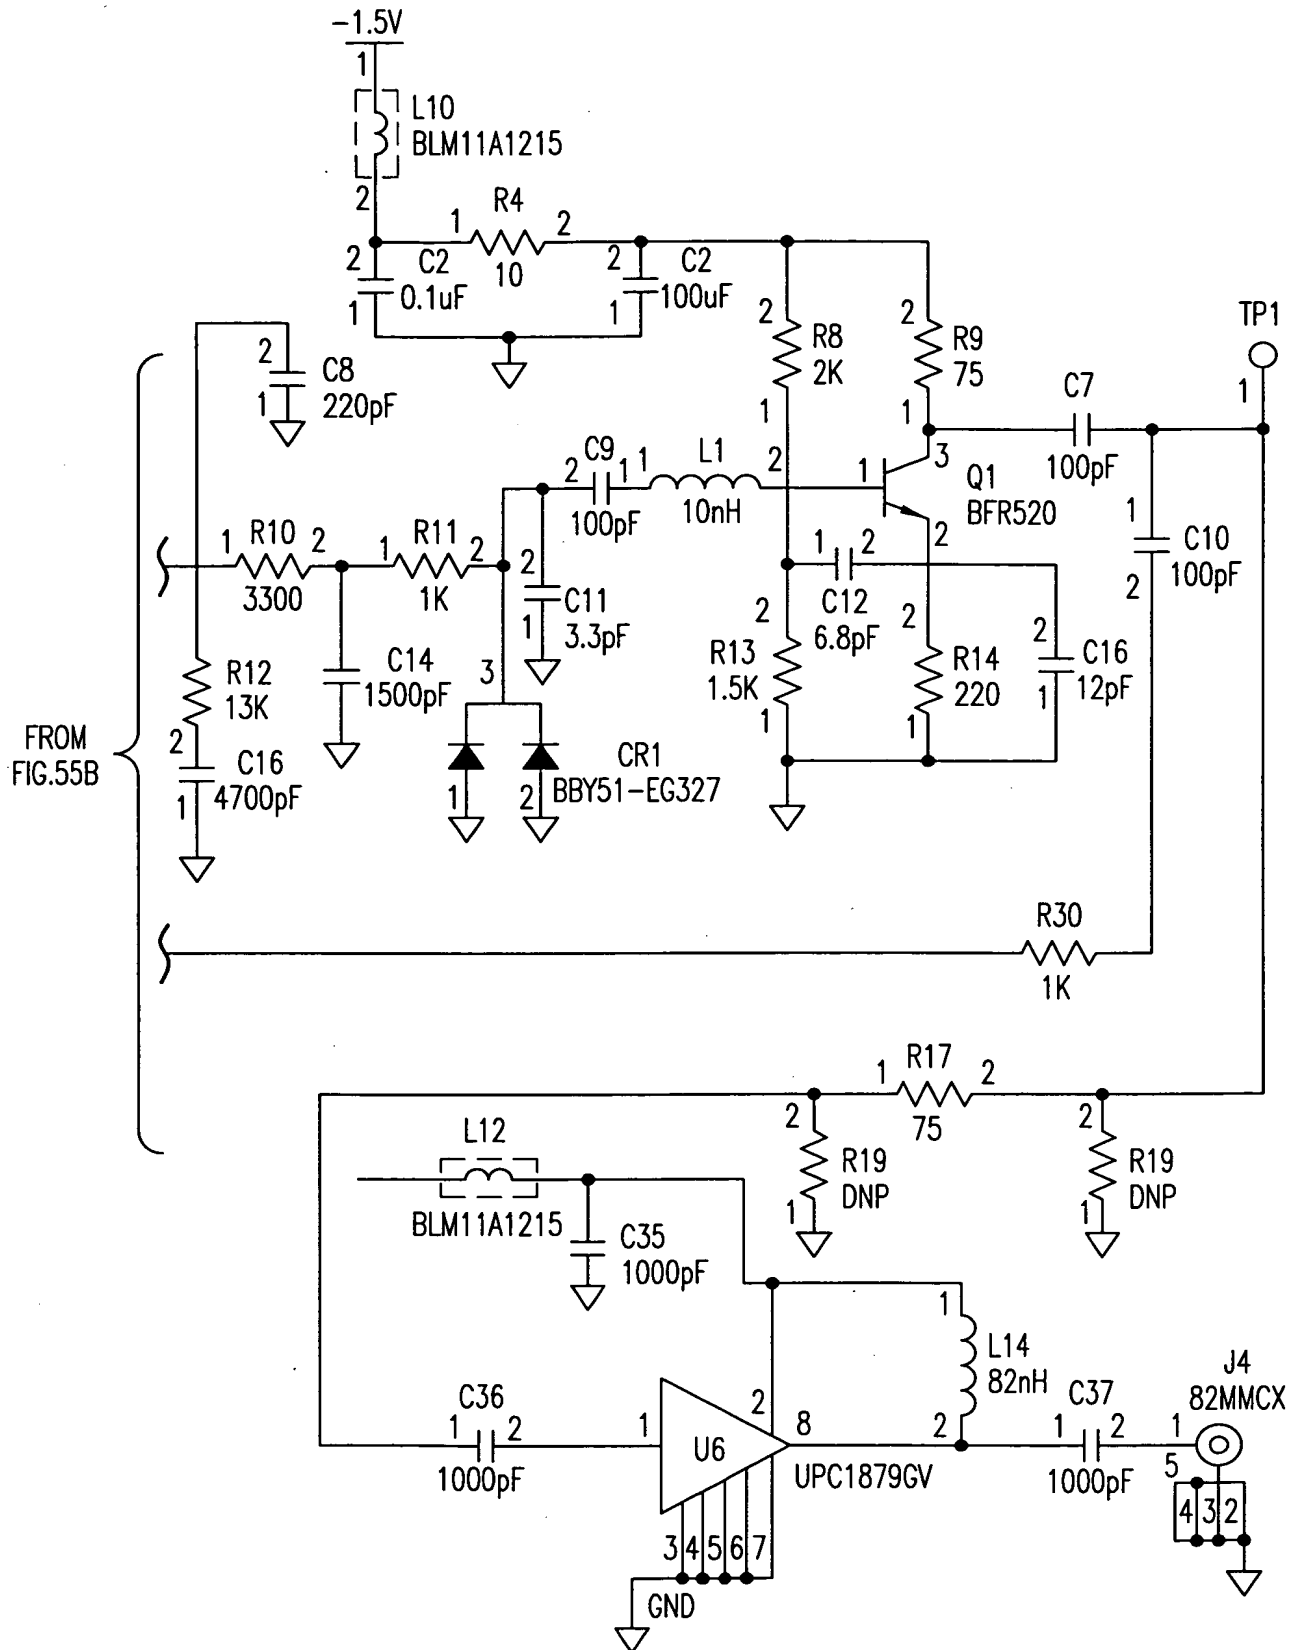 -1.5V
1
L10
BLM11A1215
2
1
R4
2
10
2
C2
0.1uF
1
2
C2
100uF
1
2
R8
2K
1
2
R9
75
1
TP1
1
2
C8
220pF
1
C7
100pF
3
2
C9
1
100pF
1
L1
2
10nH
1
Q1
BFR520
2
1
C10
100pF
2
1
R10
2
3300
1
R11
2
1K
2
C11
3.3pF
1
1
2
C12
6.8pF
2
R13
1.5K
1
2
R14
220
1
2
C16
12pF
1
R12
13K
C14
1500pF
3
FROM
FIG.55B
2
C16
4700pF
1
CR1
BBY51-EG327
1
2
R30
1K
1
R17
2
75
2
R19
DNP
1
2
R19
DNP
1
L12
BLM11A1215
C35
1000pF
1
L14
82nH
2
J4
82MMCX
1
C36
2
1000pF
1
2
U6
8
UPC1879GV
1
C37
2
1000pF
1
5
4
3
2
3
4
5
6
7
GND